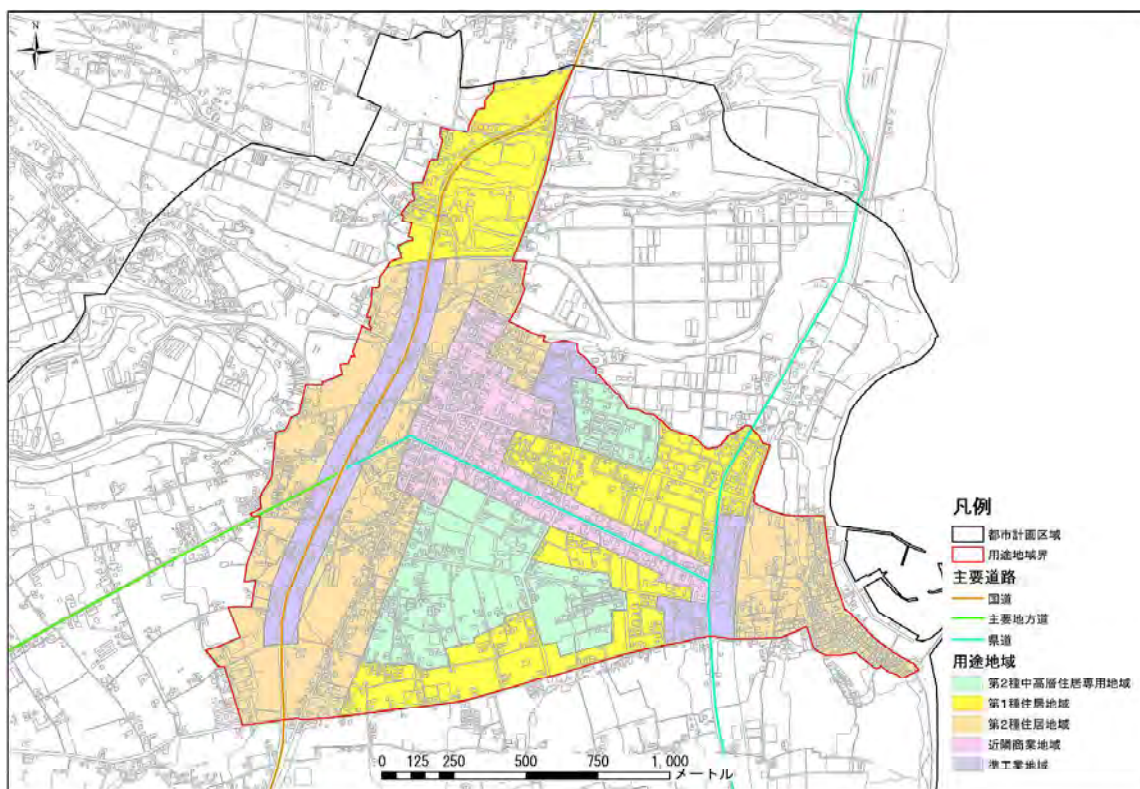 N
凡例
都市計画区域
用途地域界
主要道路
国道
主要地方道
県道
用途地域
第2種中高層住居専用地域
第1種住居地域
第2種住居地域
近隣商業地域
準工業地域
0 125 250 500 750 1,000
メートル